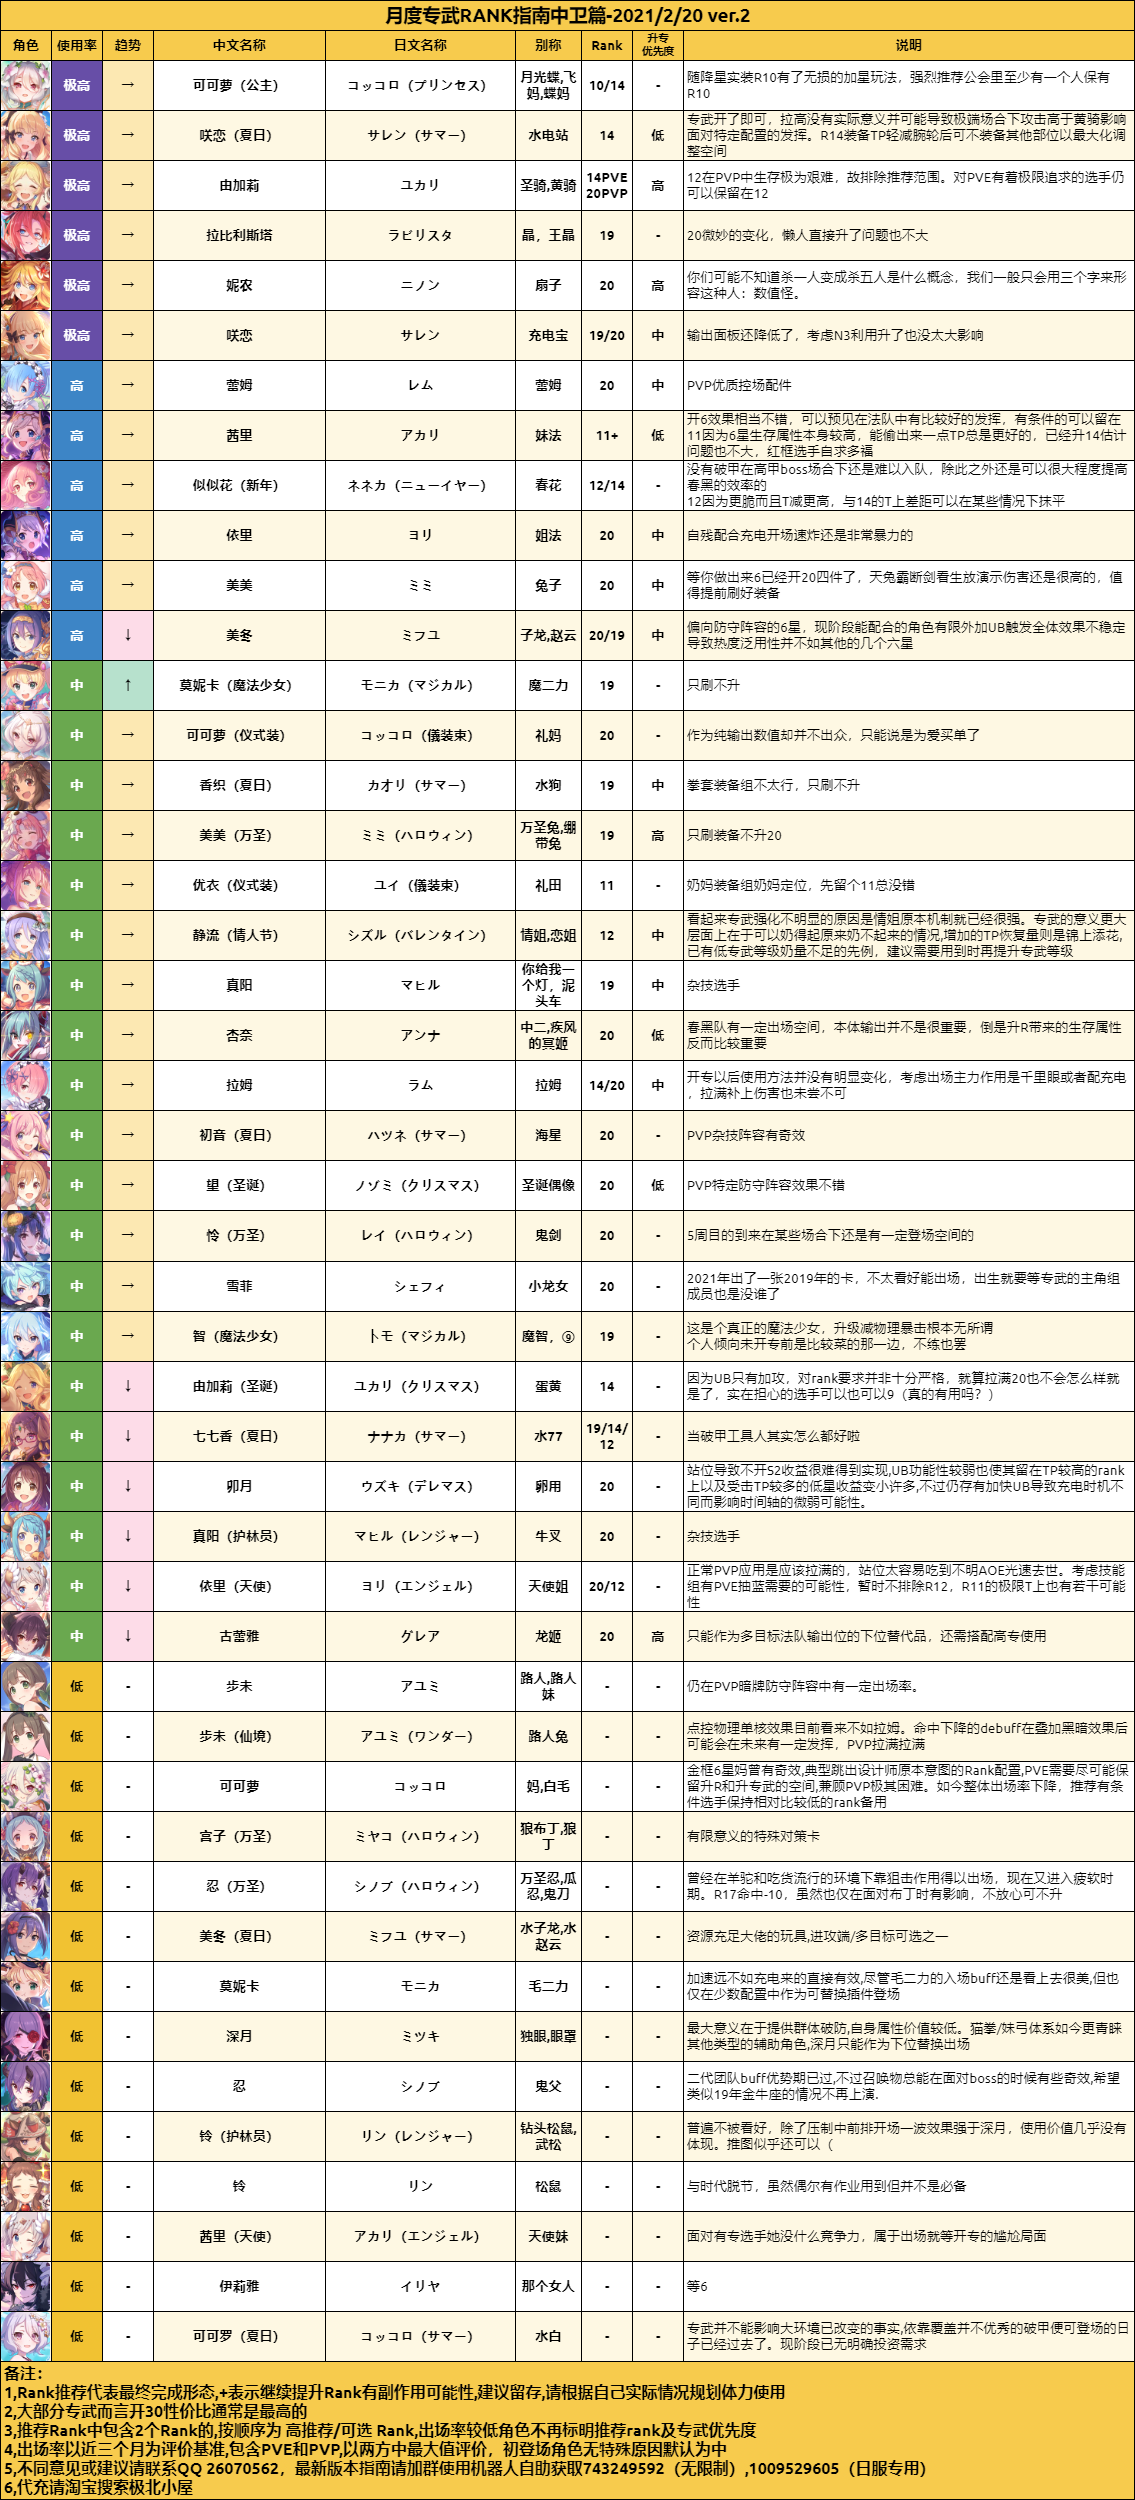 月度专武RANK指南中卫篇-2021/2/20 ver.2
角色 使用率 趋势 中文名称 日文名称 别称 Rank 升专优先度 说明
极高 → 可可萝（公主） コッコロ（プリンセス） 月光蝶,飞妈,蝶妈 10/14 - 随降星实装R10有了无损的加星玩法，强烈推荐公会里至少有一个人保有R10
极高 → 咲恋（夏日） サレン（サマー） 水电站 14 低 专武开了即可，拉高没有实际意义并可能导致极端场合下攻击高于黄骑影响面对特定配置的发挥。R14装备TP轻减腕轮后可不装备其他部位以最大化调整空间
极高 → 由加莉 ユカリ 圣骑,黄骑 14PVE 20PVP 高 12在PVP中生存极为艰难，故排除推荐范围。对PVE有着极限追求的选手仍可以保留在12
极高 → 拉比利斯塔 ラビリスタ 晶，王晶 19 - 20微妙的变化，懒人直接升了问题也不大
极高 → 妮农 ニノン 扇子 20 高 你们可能不知道杀一人变成杀五人是什么概念，我们一般只会用三个字来形容这种人：数值怪。
极高 → 咲恋 サレン 充电宝 19/20 中 输出面板还降低了，考虑N3利用升了也没太大影响
高 → 蕾姆 レム 蕾姆 20 中 PVP优质控场配件
高 → 茜里 アカリ 妹法 11+ 低 开6效果相当不错，可以预见在法队中有比较好的发挥，有条件的可以留在11因为6星生存属性本身较高，能偷出来一点TP总是更好的，已经升14估计问题也不大，红框选手自求多福
高 → 似似花（新年） ネネカ（ニューイヤー） 春花 12/14 - 没有破甲在高甲boss场合下还是难以入队，除此之外还是可以很大程度提高春黑的效率的
12因为更脆而且T减更高，与14的T上差距可以在某些情况下抹平
高 → 依里 ヨリ 姐法 20 中 自残配合充电开场速炸还是非常暴力的
高 → 美美 ミミ 兔子 20 中 等你做出来6已经开20四件了，天兔霸断剑看生放演示伤害还是很高的，值得提前刷好装备
高 ↓ 美冬 ミフユ 子龙,赵云 20/19 中 偏向防守阵容的6星，现阶段能配合的角色有限外加UB触发全体效果不稳定导致热度泛用性并不如其他的几个六星
中 ↑ 莫妮卡（魔法少女） モニカ（マジカル） 魔二力 19 - 只刷不升
中 → 可可萝（仪式装） コッコロ（儀装束） 礼妈 20 - 作为纯输出数值却并不出众，只能说是为爱买单了
中 → 香织（夏日） カオリ（サマー） 水狗 19 中 拳套装备组不太行，只刷不升
中 → 美美（万圣） ミミ（ハロウィン） 万圣兔,绷带兔 19 高 只刷装备不升20
中 → 优衣（仪式装） ユイ（儀装束） 礼田 11 - 奶妈装备组奶妈定位，先留个11总没错
中 → 静流（情人节） シズル（バレンタイン） 情姐,恋姐 12 中 看起来专武强化不明显的原因是情姐原本机制就已经很强。专武的意义更大层面上在于可以奶得起原来奶不起来的情况,增加的TP恢复量则是锦上添花,已有低专武等级奶量不足的先例，建议需要用到时再提升专武等级
中 → 真阳 マヒル 你给我一个灯，泥头车 19 中 杂技选手
中 → 杏奈 アンナ 中二,疾风的冥姬 20 低 春黑队有一定出场空间，本体输出并不是很重要，倒是升R带来的生存属性反而比较重要
中 → 拉姆 ラム 拉姆 14/20 中 开专以后使用方法并没有明显变化，考虑出场主力作用是千里眼或者配充电，拉满补上伤害也未尝不可
中 → 初音（夏日） ハツネ（サマー） 海星 20 - PVP杂技阵容有奇效
中 → 望（圣诞） ノゾミ（クリスマス） 圣诞偶像 20 低 PVP特定防守阵容效果不错
中 → 怜（万圣） レイ（ハロウィン） 鬼剑 20 - 5周目的到来在某些场合下还是有一定登场空间的
中 → 雪菲 シェフィ 小龙女 20 - 2021年出了一张2019年的卡，不太看好能出场，出生就要等专武的主角组成员也是没谁了
中 → 智（魔法少女） トモ（マジカル） 魔智，⑨ 19 - 这是个真正的魔法少女，升级减物理暴击根本无所谓
个人倾向未开专前是比较菜的那一边，不练也罢
中 ↓ 由加莉（圣诞） ユカリ（クリスマス） 蛋黄 14 - 因为UB只有加攻，对rank要求并非十分严格，就算拉满20也不会怎么样就是了，实在担心的选手可以也可以9（真的有用吗？）
中 ↓ 七七香（夏日） ナナカ（サマー） 水77 19/14/12 - 当破甲工具人其实怎么都好啦
中 ↓ 卯月 ウズキ（デレマス） 卵用 20 - 站位导致不开S2收益很难得到实现,UB功能性较弱也使其留在TP较高的rank上以及受击TP较多的低星收益变小许多,不过仍存有加快UB导致充电时机不同而影响时间轴的微弱可能性。
中 ↓ 真阳（护林员） マヒル（レンジャー） 牛叉 20 - 杂技选手
中 ↓ 依里（天使） ヨリ（エンジェル） 天使姐 20/12 - 正常PVP应用是应该拉满的，站位太容易吃到不明AOE光速去世。考虑技能组有PVE抽蓝需要的可能性，暂时不排除R12，R11的极限T上也有若干可能性
中 ↓ 古蕾雅 グレア 龙姬 20 高 只能作为多目标法队输出位的下位替代品，还需搭配高专使用
低 - 步未 アユミ 路人,路人妹 - - 仍在PVP暗牌防守阵容中有一定出场率。
低 - 步未（仙境） アユミ（ワンダー） 路人兔 - - 点控物理单核效果目前看来不如拉姆。命中下降的debuff在叠加黑暗效果后可能会在未来有一定发挥，PVP拉满拉满
低 - 可可萝 コッコロ 妈,白毛 - - 金框6星妈曾有奇效,典型跳出设计师原本意图的Rank配置,PVE需要尽可能保留升R和升专武的空间,兼顾PVP极其困难。如今整体出场率下降，推荐有条件选手保持相对比较低的rank备用
低 - 宫子（万圣） ミヤコ（ハロウィン） 狼布丁,狼丁 - - 有限意义的特殊对策卡
低 - 忍（万圣） シノブ（ハロウィン） 万圣忍,瓜忍,鬼刀 - - 曾经在羊驼和吃货流行的环境下靠狙击作用得以出场，现在又进入疲软时期。R17命中-10，虽然也仅在面对布丁时有影响，不放心可不升
低 - 美冬（夏日） ミフユ（サマー） 水子龙,水赵云 - - 资源充足大佬的玩具,进攻端/多目标可选之一
低 - 莫妮卡 モニカ 毛二力 - - 加速远不如充电来的直接有效,尽管毛二力的入场buff还是看上去很美,但也仅在少数配置中作为可替换插件登场
低 - 深月 ミツキ 独眼,眼罩 - - 最大意义在于提供群体破防,自身属性价值较低。猫拳/妹弓体系如今更青睐其他类型的辅助角色,深月只能作为下位替换出场
低 - 忍 シノブ 鬼父 - - 二代团队buff优势期已过,不过召唤物总能在面对boss的时候有些奇效,希望类似19年金牛座的情况不再上演.
低 - 铃（护林员） リン（レンジャー） 钻头松鼠,武松 - - 普遍不被看好，除了压制中前排开场一波效果强于深月，使用价值几乎没有体现。推图似乎还可以（
低 - 铃 リン 松鼠 - - 与时代脱节，虽然偶尔有作业用到但并不是必备
低 - 茜里（天使） アカリ（エンジェル） 天使妹 - - 面对有专选手她没什么竞争力，属于出场就等开专的尴尬局面
低 - 伊莉雅 イリヤ 那个女人 - - 等6
低 - 可可罗（夏日） コッコロ（サマー） 水白 - - 专武并不能影响大环境已改变的事实,依靠覆盖并不优秀的破甲便可登场的日子已经过去了。现阶段已无明确投资需求
备注：
1,Rank推荐代表最终完成形态,+表示继续提升Rank有副作用可能性,建议留存,请根据自己实际情况规划体力使用
2,大部分专武而言开30性价比通常是最高的
3,推荐Rank中包含2个Rank的,按顺序为 高推荐/可选 Rank,出场率较低角色不再标明推荐rank及专武优先度
4,出场率以近三个月为评价基准,包含PVE和PVP,以两方中最大值评价，初登场角色无特殊原因默认为中
5,不同意见或建议请联系QQ 26070562，最新版本指南请加群使用机器人自助获取743249592（无限制）,1009529605（日服专用）
6,代充请淘宝搜索极北小屋